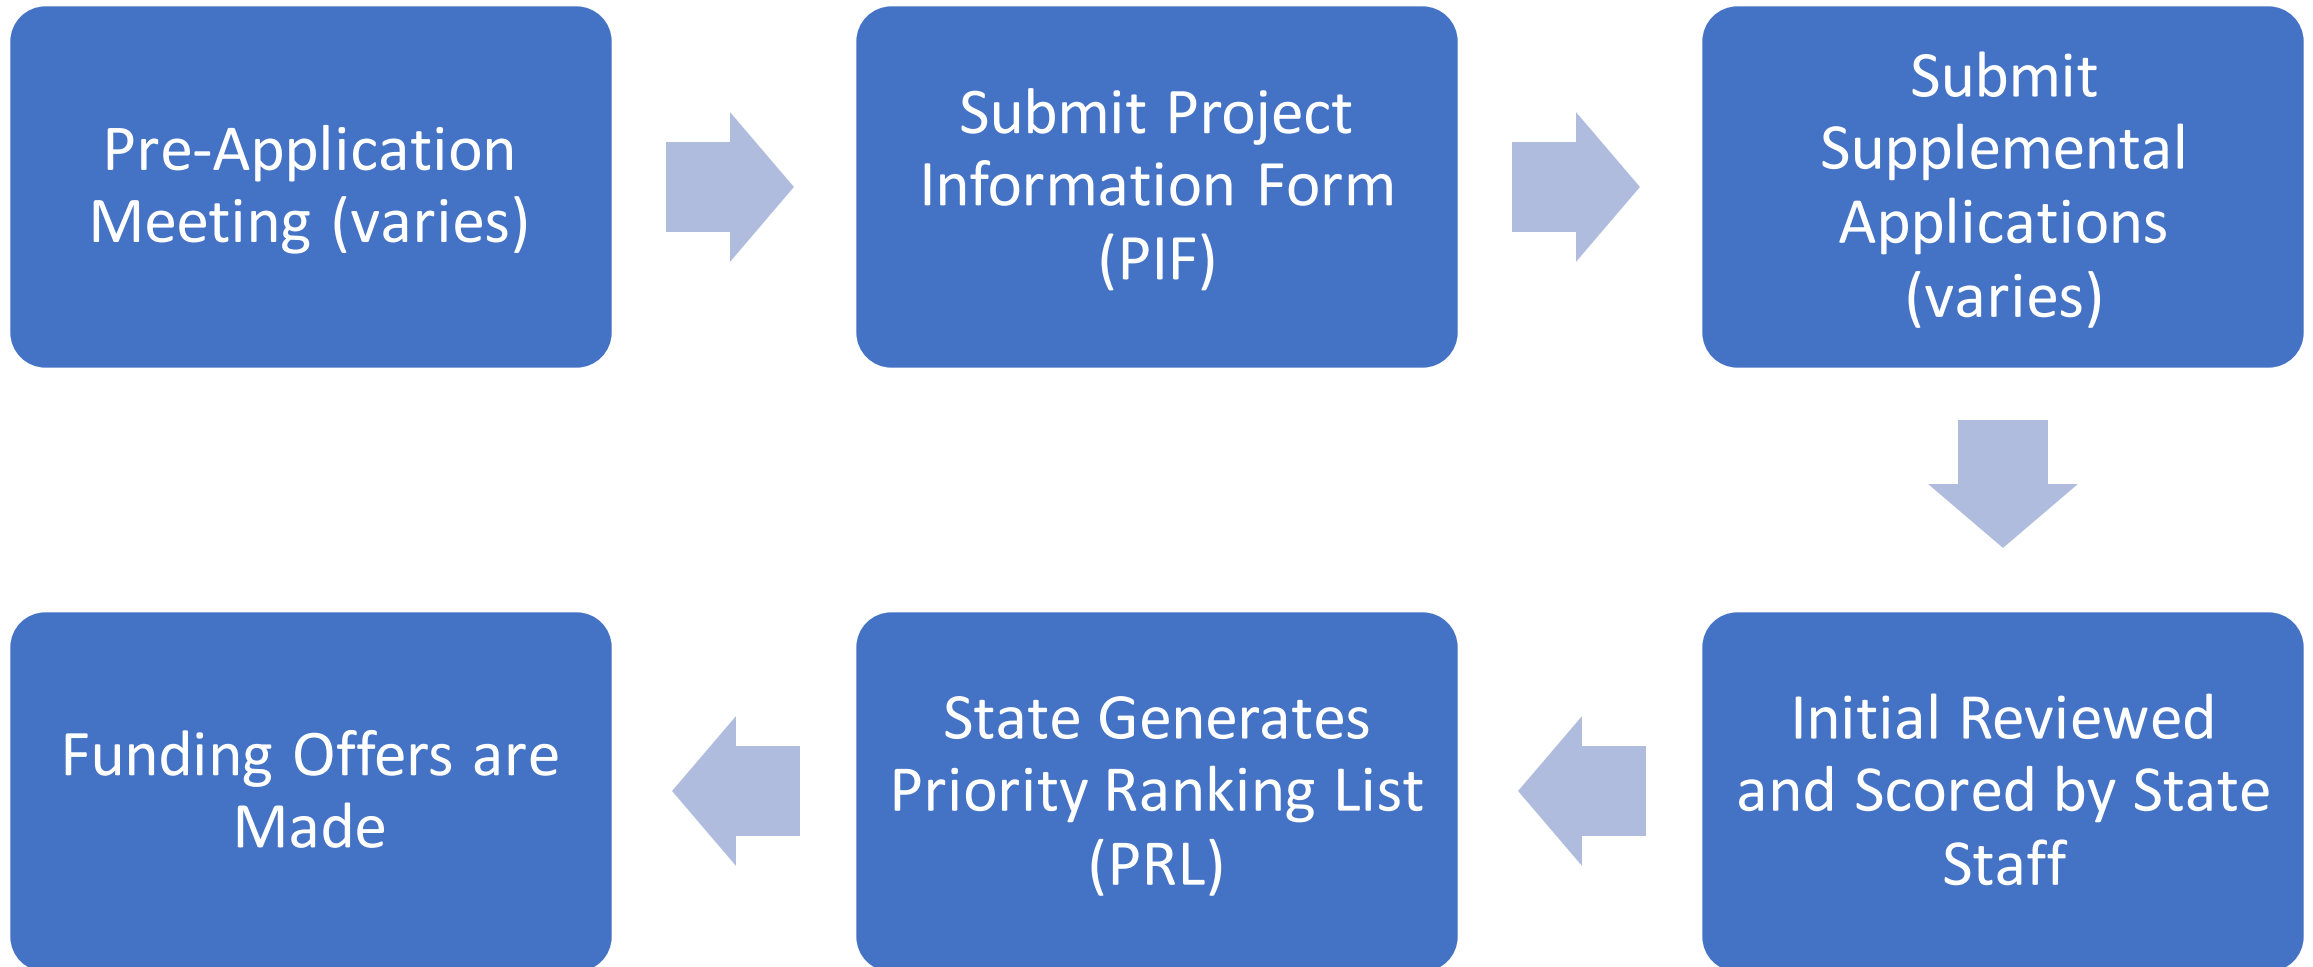 Pre-Application
Meeting (varies)
Submit Project
Information Form
(PIF)
Submit
Supplemental
Applications
(varies)
Initial Reviewed
and Scored by State
Staff
State Generates
Priority Ranking List
(PRL)
Funding Offers are
Made